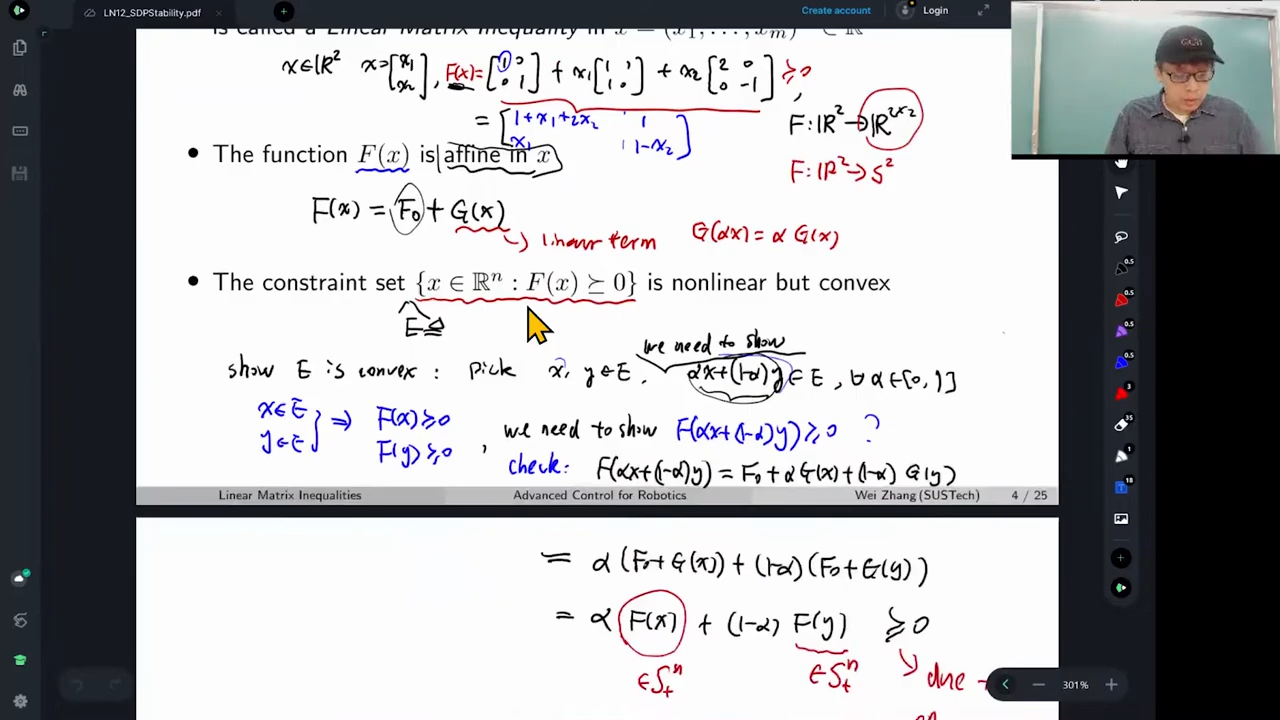 LN12_SDPStability.pdf
Create account
Login
is called a Linear Matrix Inequality in x = (x1, . . . , xm) ∈ ℝ
x∈ℝ² x=[x1 x2], F(x)=[1 0; 0 1] + x1[1 1; 1 0] + x2[2 0; 0 -1] ≥0,
= [1+x1+2x2 1; x1 1-x2]
F: ℝ²→ℝ^{2×2}
• The function F(x) is affine in x
F: ℝ²→S²
F(x) = F0 + G(x)
→ linear term G(αx) = α G(x)
• The constraint set {x ∈ ℝⁿ : F(x) ⪰ 0} is nonlinear but convex
E≜
we need to show
show E is convex: pick x, y ∈ E, αx+(1-α)y ∈ E, ∀ α∈[0,1]
x∈E
y∈E
⇒ F(x)≥0
F(y)≥0
, we need to show F(αx+(1-α)y)≥0 ?
check: F(αx+(1-α)y) = F0+αG(x)+(1-α) G(y)
Linear Matrix Inequalities Advanced Control for Robotics Wei Zhang (SUSTech) 4 / 25
= α(F0+G(x)) + (1-α)(F0+G(y))
= α F(x) + (1-α) F(y) ≥0
∈S₊ⁿ ∈S₊ⁿ due
301%